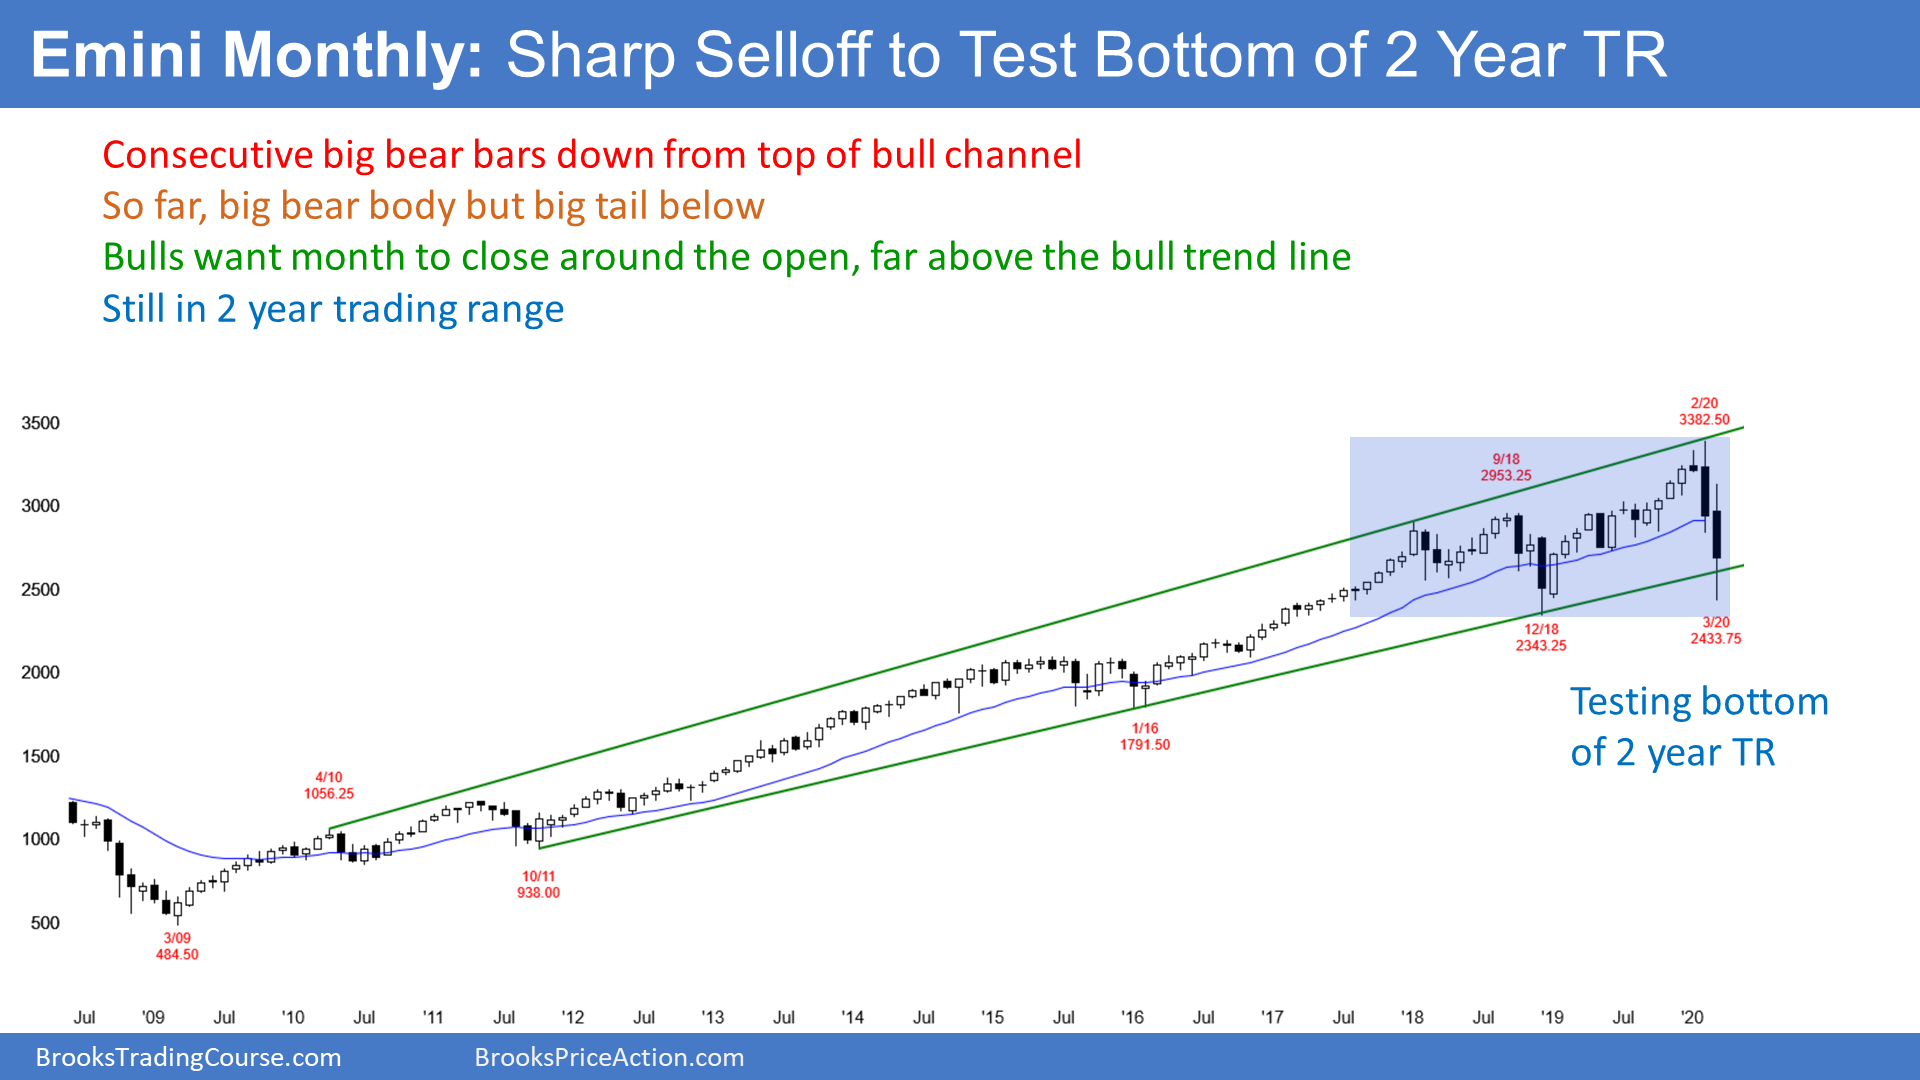 Emini Monthly: Sharp Selloff to Test Bottom of 2 Year TR
Consecutive big bear bars down from top of bull channel
So far, big bear body but big tail below
Bulls want month to close around the open, far above the bull trend line
Still in 2 year trading range
2/20
3382.50
3500
9/18
2953.25
3000
2500
3/20
2433.75
12/18
2343.25
2000
Testing bottom
of 2 year TR
1/16
1791.50
1500
4/10
1056.25
1000
10/11
938.00
500
3/09
484.50
Jul '09 Jul '10 Jul '11 Jul '12 Jul '13 Jul '14 Jul '15 Jul '16 Jul '17 Jul '18 Jul '19 Jul '20
BrooksTradingCourse.com BrooksPriceAction.com